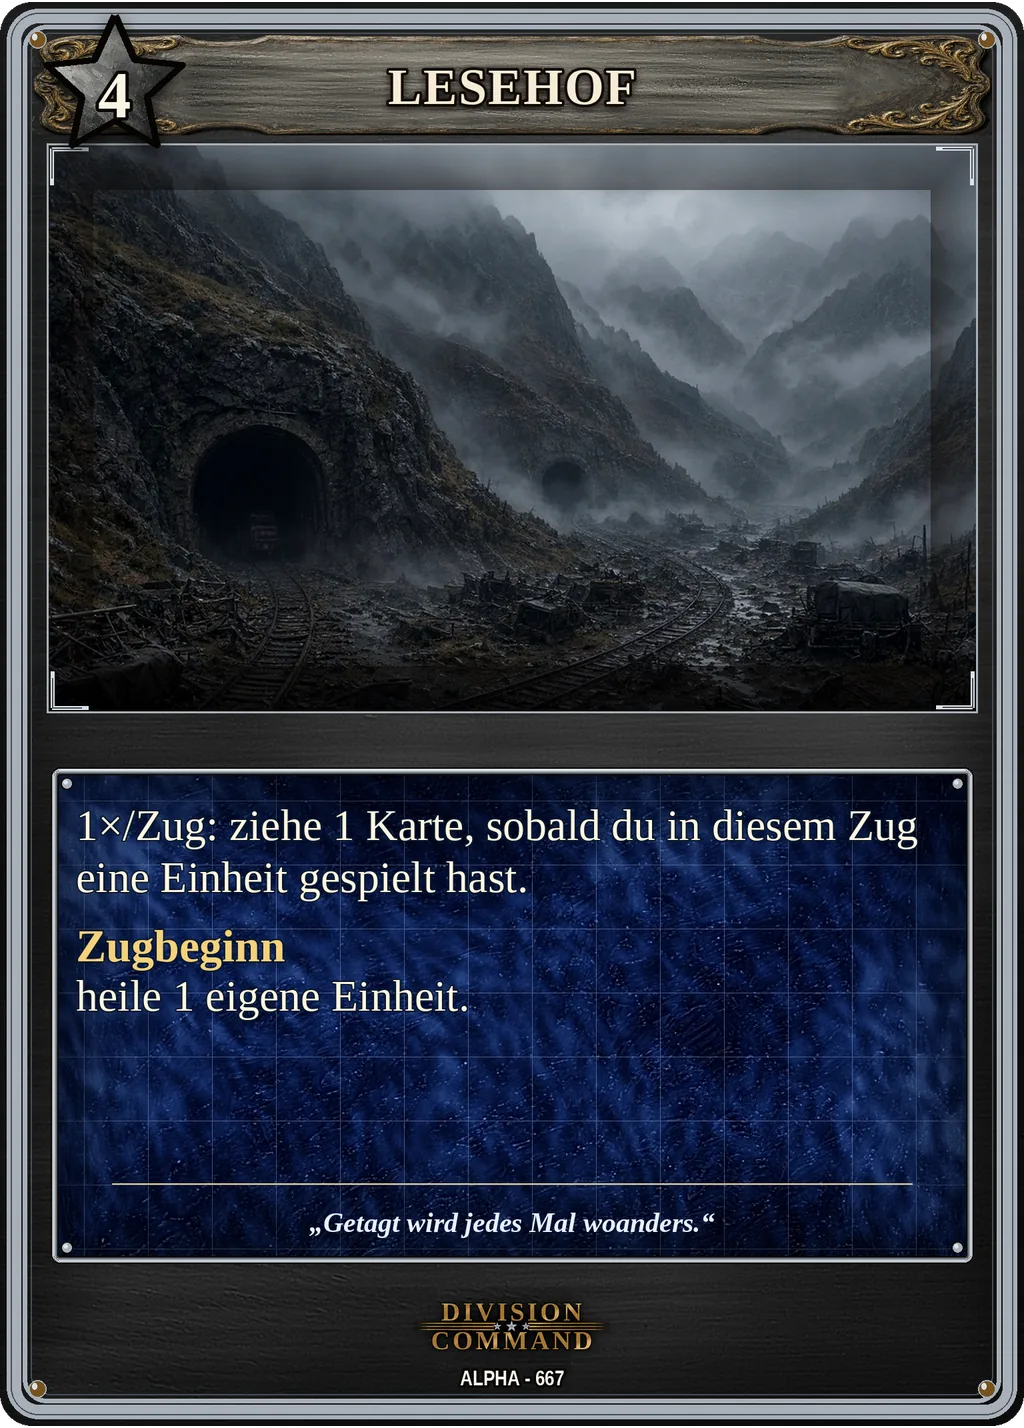 4
LESEHOF
1×/Zug: ziehe 1 Karte, sobald du in diesem Zug
eine Einheit gespielt hast.
Zugbeginn
heile 1 eigene Einheit.
„Getagt wird jedes Mal woanders.“
DIVISION
COMMAND
ALPHA - 667